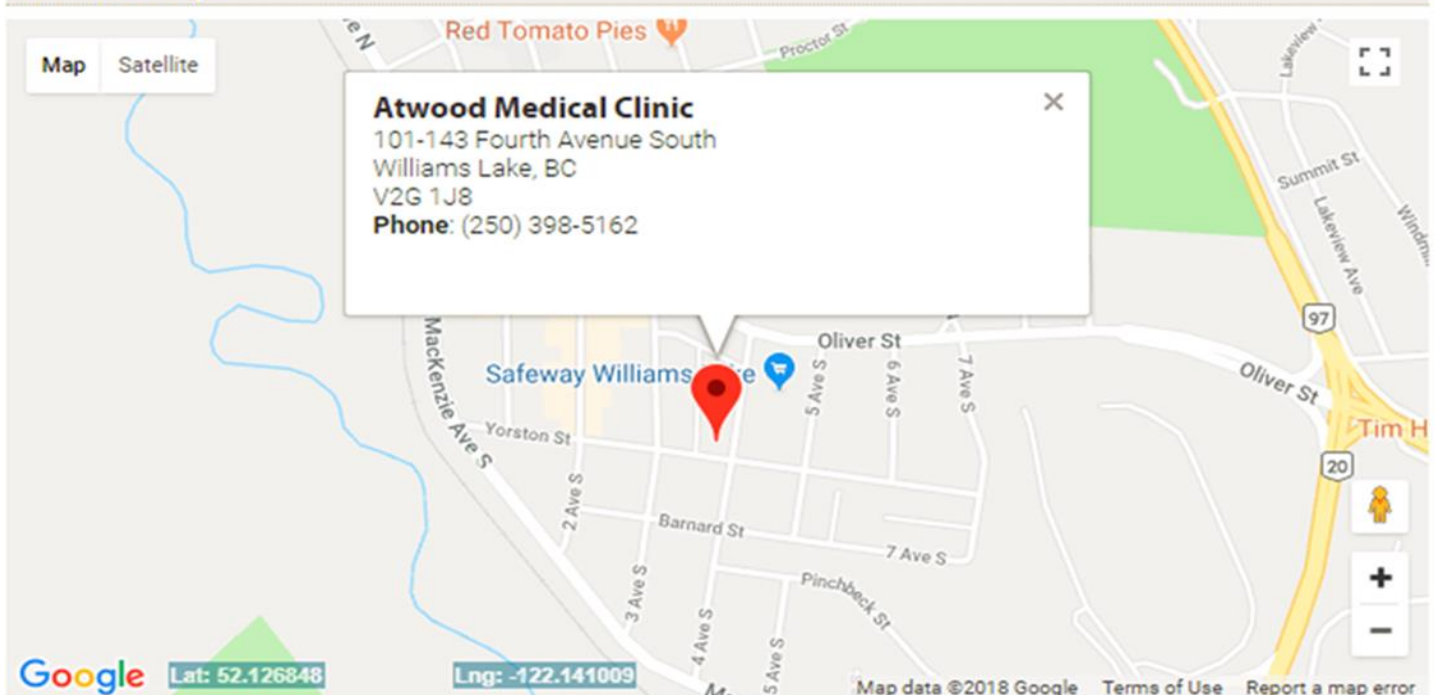 e N
Red Tomato Pies
Proctor St
Lakeview
Map
Satellite
Atwood Medical Clinic
101-143 Fourth Avenue South
Williams Lake, BC
V2G 1J8
Phone: (250) 398-5162
Summit St
Lakeview Ave
Windmi
97
MacKenzie Ave S
Oliver St
Safeway Williams
ke
5 Ave S
6 Ave S
7 Ave S
Oliver St
Tim H
Yorston St
20
2 Ave S
Barnard St
7 Ave S
3 Ave S
Pinchbeck St
4 Ave S
5 Ave S
Google
Lat: 52.126848
Lng: -122.141009
Map data ©2018 Google
Terms of Use
Report a map error